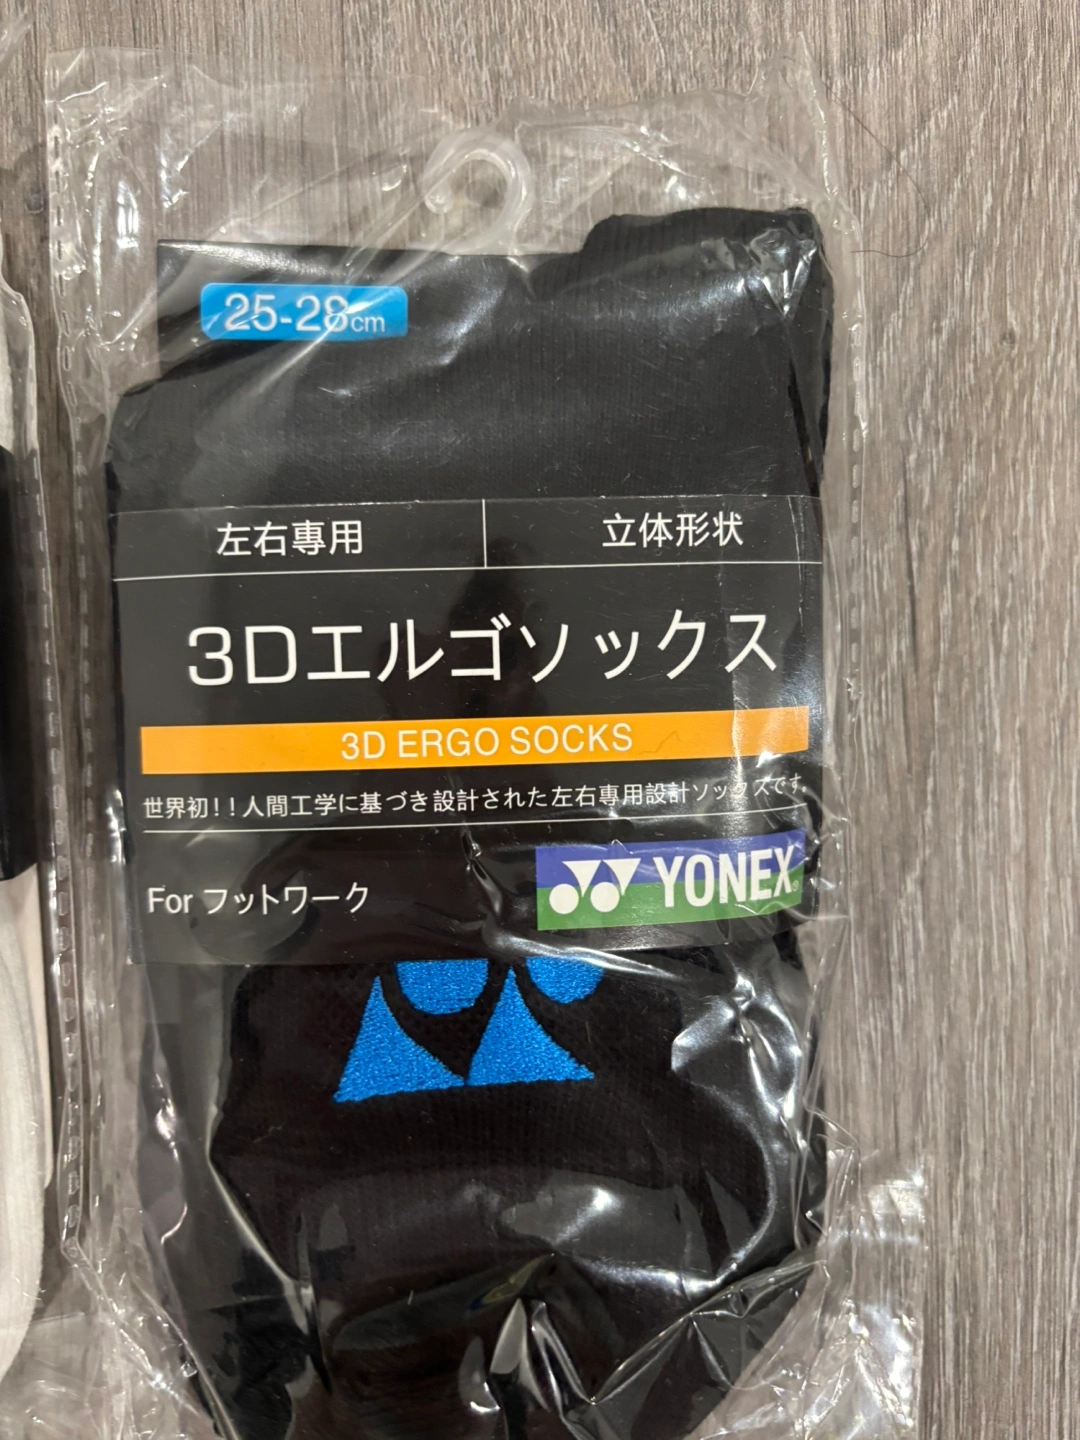 25-28cm
左右専用
立体形状
3Dエルゴソックス
3D ERGO SOCKS
世界初!!人間工学に基づき設計された左右専用設計ソックスです。
For フットワーク
YONEX®